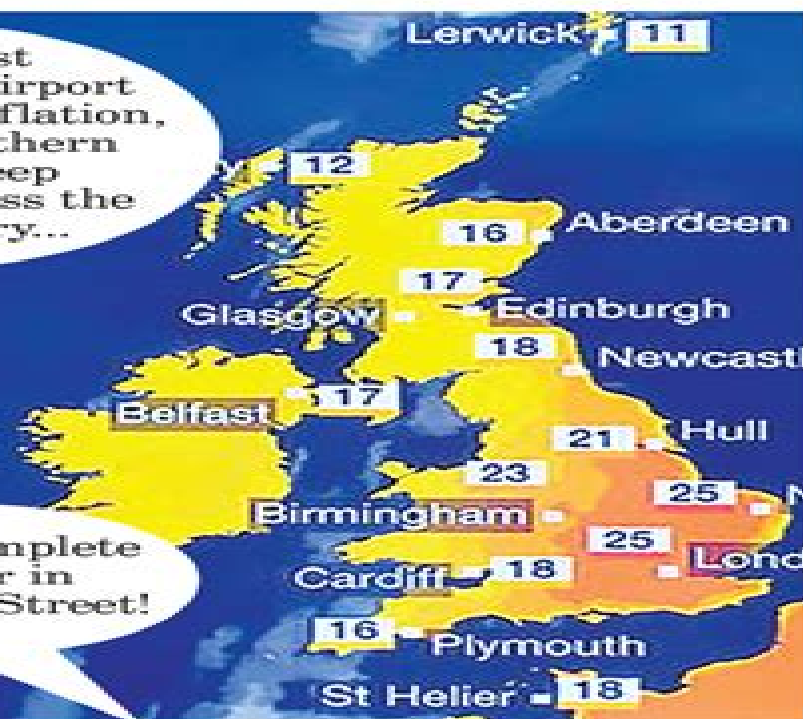 st
irport
flation,
thern
eep
ss the
ry...
Lerwick 11
12
16 Aberdeen
17
Glasgow Edinburgh
18 Newcastl
17
Belfast
21 Hull
23
25 N
Birmingham
25
Lond
Cardiff 18
16
Plymouth
St Helier 18
mplete
r in
Street!